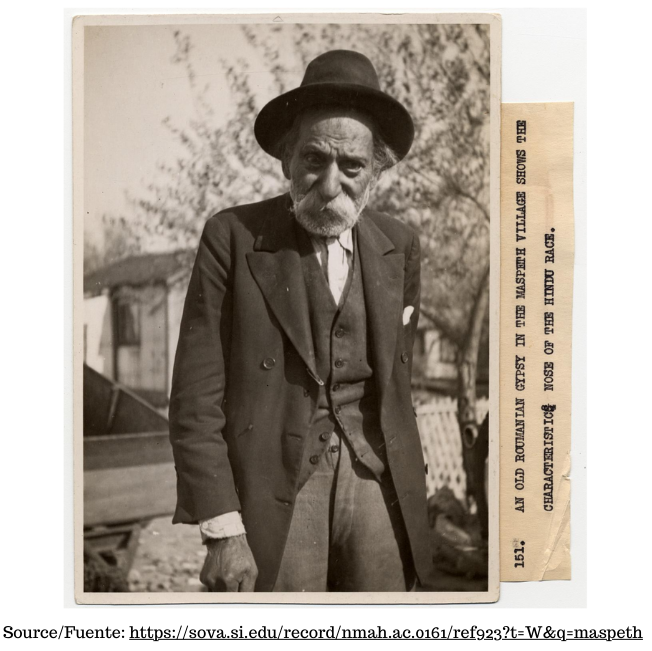 151. AN OLD ROUMANIAN GYPSY IN THE MASPETH VILLAGE SHOWS THE
CHARACTERISTIC NOSE OF THE HINDU RACE.
Source/Fuente: https://sova.si.edu/record/nmah.ac.0161/ref923?t=W&q=maspeth